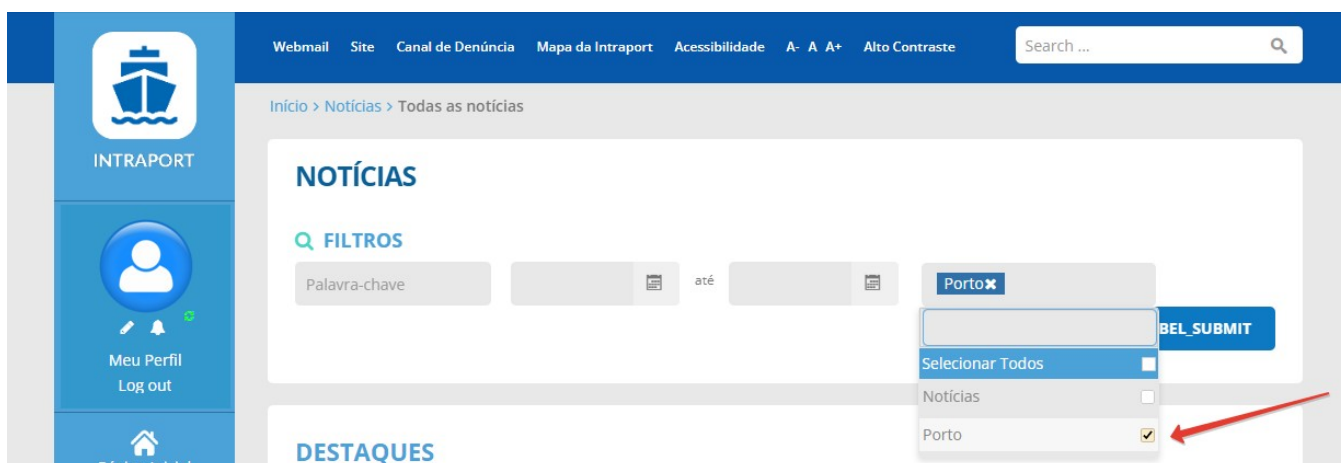 Webmail Site Canal de Denúncia Mapa da Intraport Acessibilidade A- A A+ Alto Contraste Search ...
Início > Notícias > Todas as notícias
INTRAPORT
NOTÍCIAS
FILTROS
Palavra-chave até Porto
BEL_SUBMIT
Meu Perfil
Log out
Selecionar Todos
Notícias
Porto
DESTAQUES